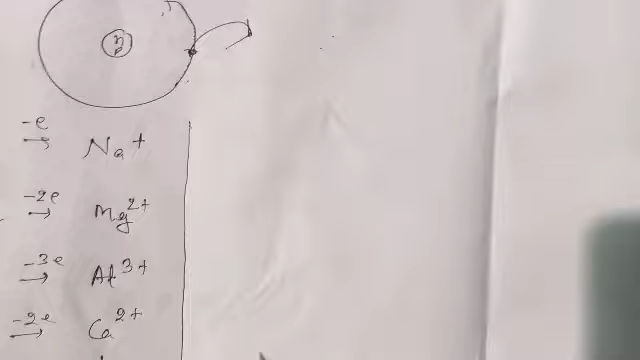 n
p
-e
→ Na+
-2e
→ Mg2+
-3e
→ Al3+
-2e
→ Ca2+